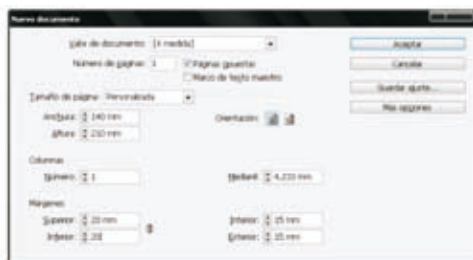 Nuevo documento
Valor de documento: [A medida]
Aceptar
Número de páginas: 1
Páginas opuestas
Cancelar
Marco de texto maestro
Guardar ajuste...
Tamaño de página: Personalizado
Más opciones
Anchura: 140 mm
Orientación:
Altura: 210 mm
Columnas
Número: 1
Medianil: 4,233 mm
Márgenes
Superior: 20 mm
Interior: 15 mm
Inferior: 20
Exterior: 15 mm